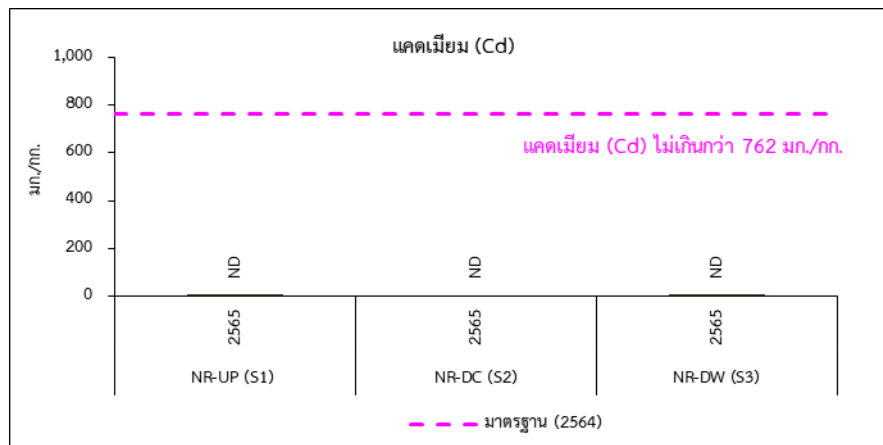 แคดเมียม (Cd)
1,000
800
600
400
200
0
มก./กก.
แคดเมียม (Cd) ไม่เกินกว่า 762 มก./กก.
ND
ND
ND
2565
2565
2565
NR-UP (S1)
NR-DC (S2)
NR-DW (S3)
มาตรฐาน (2564)